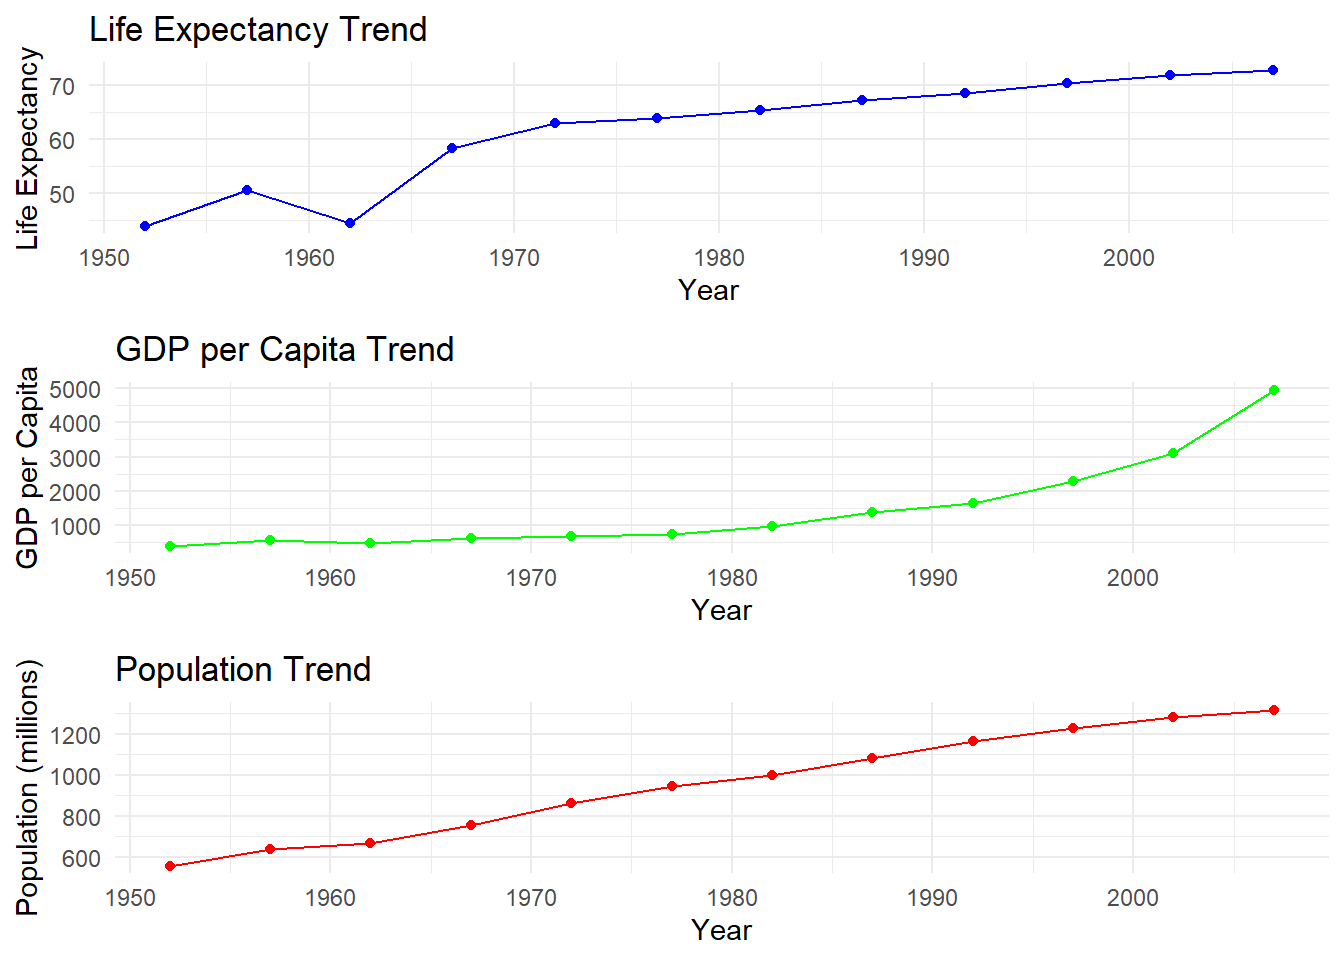 Life Expectancy Trend
Life Expectancy
70
60
50
1950 1960 1970 1980 1990 2000
Year
GDP per Capita Trend
GDP per Capita
5000
4000
3000
2000
1000
1950 1960 1970 1980 1990 2000
Year
Population Trend
Population (millions)
1200
1000
800
600
1950 1960 1970 1980 1990 2000
Year